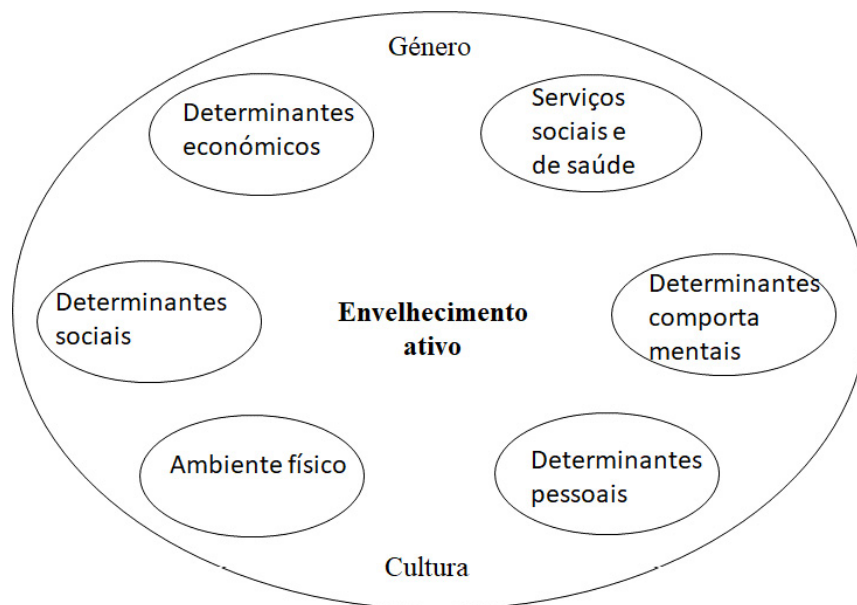 Género
Determinantes
económicos
Serviços
sociais e
de saúde
Determinantes
sociais
Envelhecimento
ativo
Determinantes
comporta
mentais
Ambiente físico
Determinantes
pessoais
Cultura